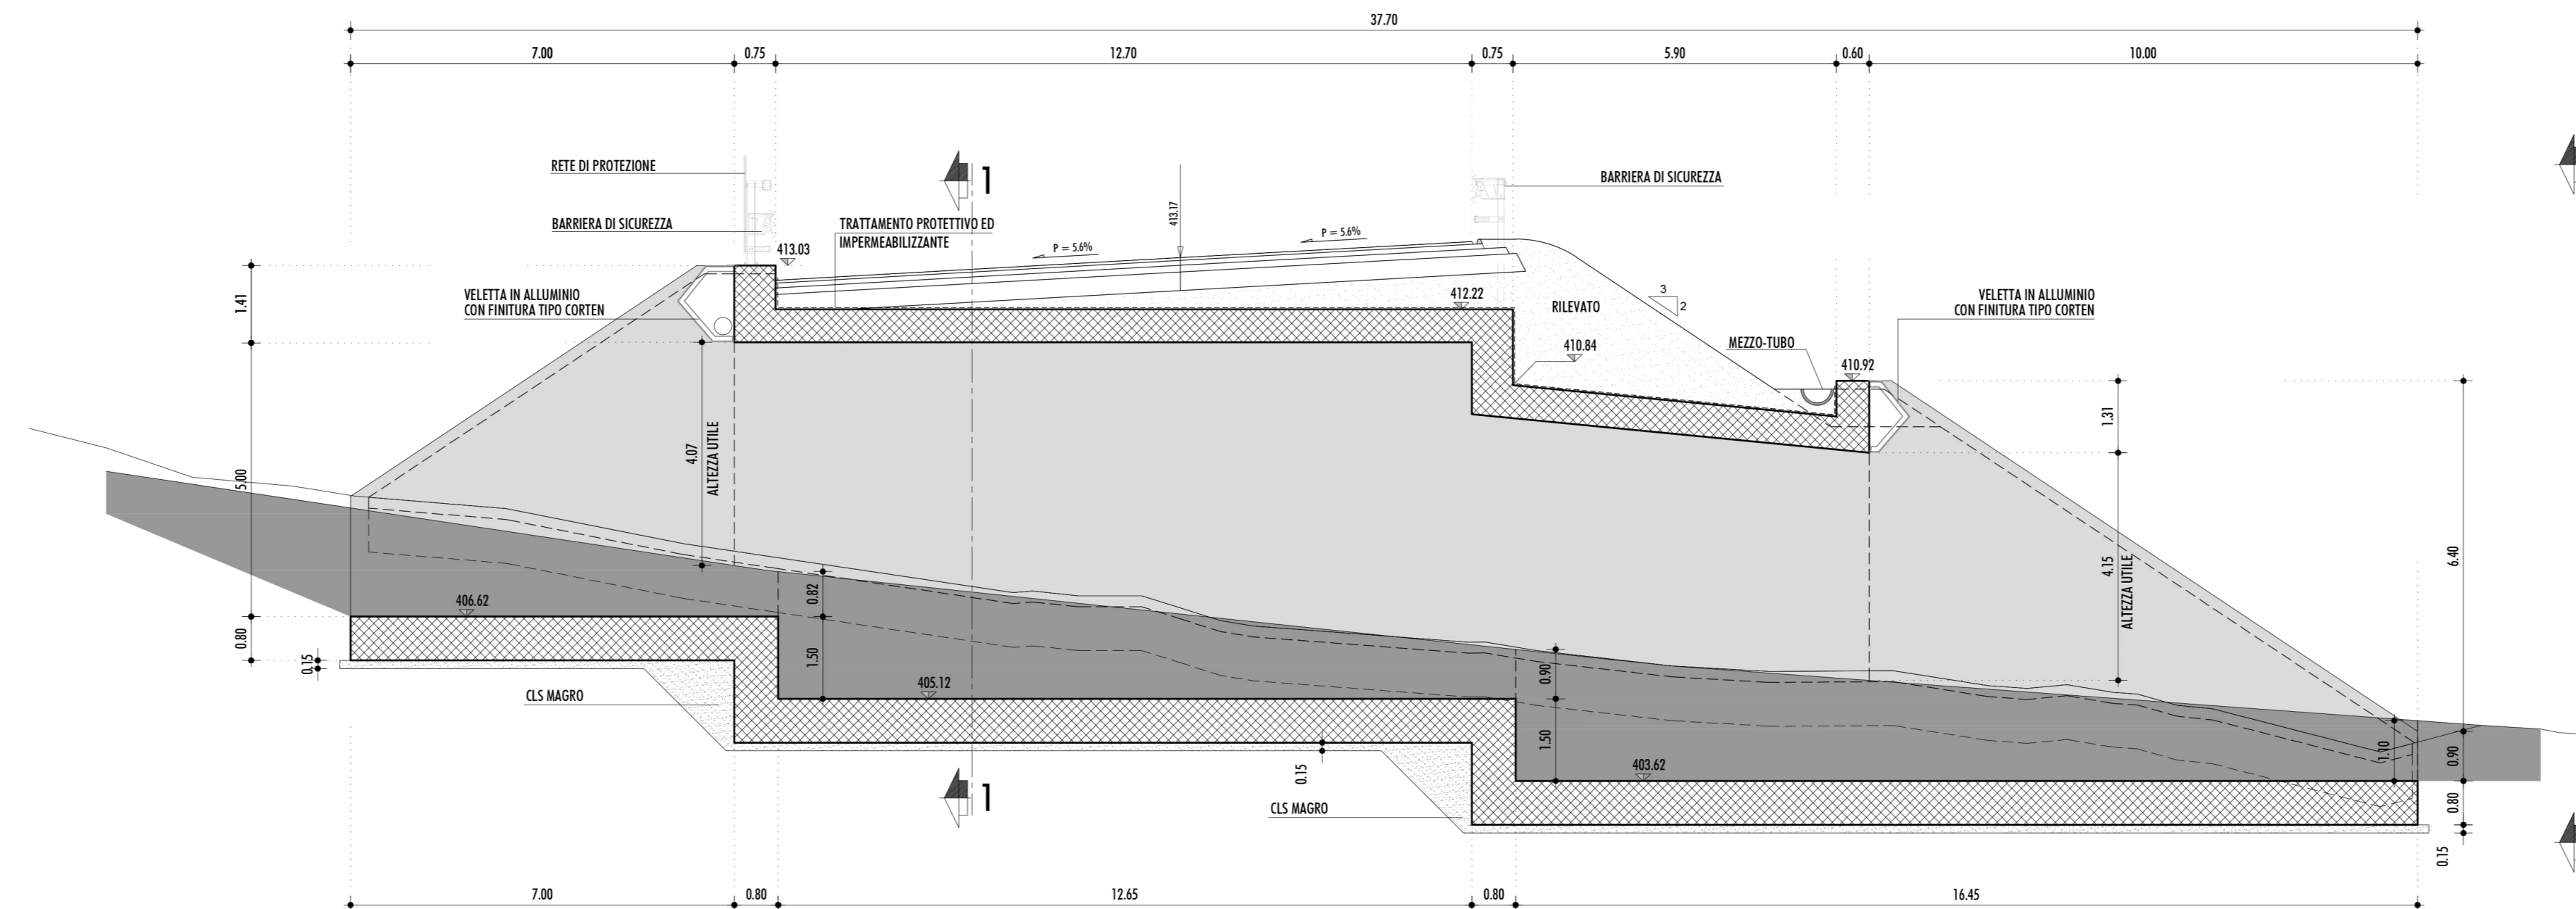 37.70
7.00
0.75
12.70
0.75
5.90
0.60
10.00
RETE DI PROTEZIONE
1
BARRIERA DI SICUREZZA
BARRIERA DI SICUREZZA
TRATTAMENTO PROTETTIVO ED
IMPERMEABILIZZANTE
413.17
P = 5.6%
P = 5.6%
413.03
1.41
VELETTA IN ALLUMINIO
CON FINITURA TIPO CORTEN
412.22
RILEVATO
3
2
VELETTA IN ALLUMINIO
CON FINITURA TIPO CORTEN
410.84
MEZZO-TUBO
410.92
1.31
5.00
4.07
ALTEZZA UTILE
4.15
ALTEZZA UTILE
6.40
406.62
0.82
0.80
0.15
1.50
CLS MAGRO
405.12
0.90
1.50
403.62
1.10
0.90
0.80
0.15
0.15
1
CLS MAGRO
7.00
0.80
12.65
0.80
16.45